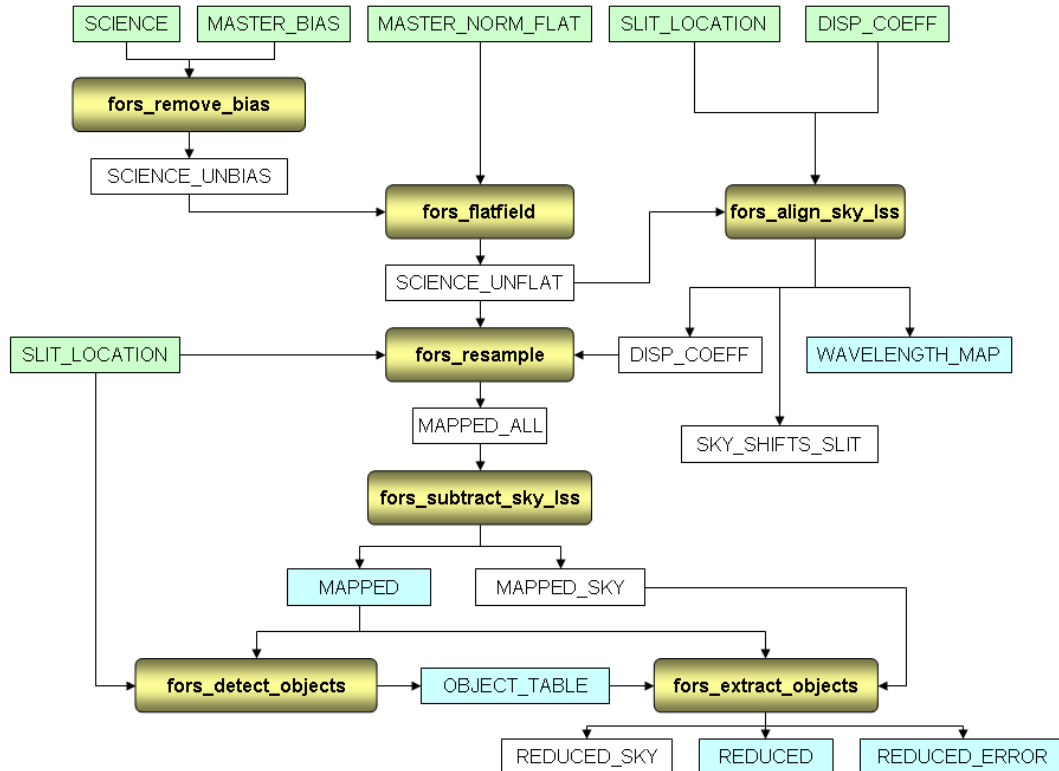 SCIENCE
MASTER_BIAS
MASTER_NORM_FLAT
SLIT_LOCATION
DISP_COEFF
fors_remove_bias
SCIENCE_UNBIAS
fors_flatfield
fors_align_sky_lss
SCIENCE_UNFLAT
SLIT_LOCATION
fors_resample
DISP_COEFF
WAVELENGTH_MAP
MAPPED_ALL
SKY_SHIFTS_SLIT
fors_subtract_sky_lss
MAPPED
MAPPED_SKY
fors_detect_objects
OBJECT_TABLE
fors_extract_objects
REDUCED_SKY
REDUCED
REDUCED_ERROR